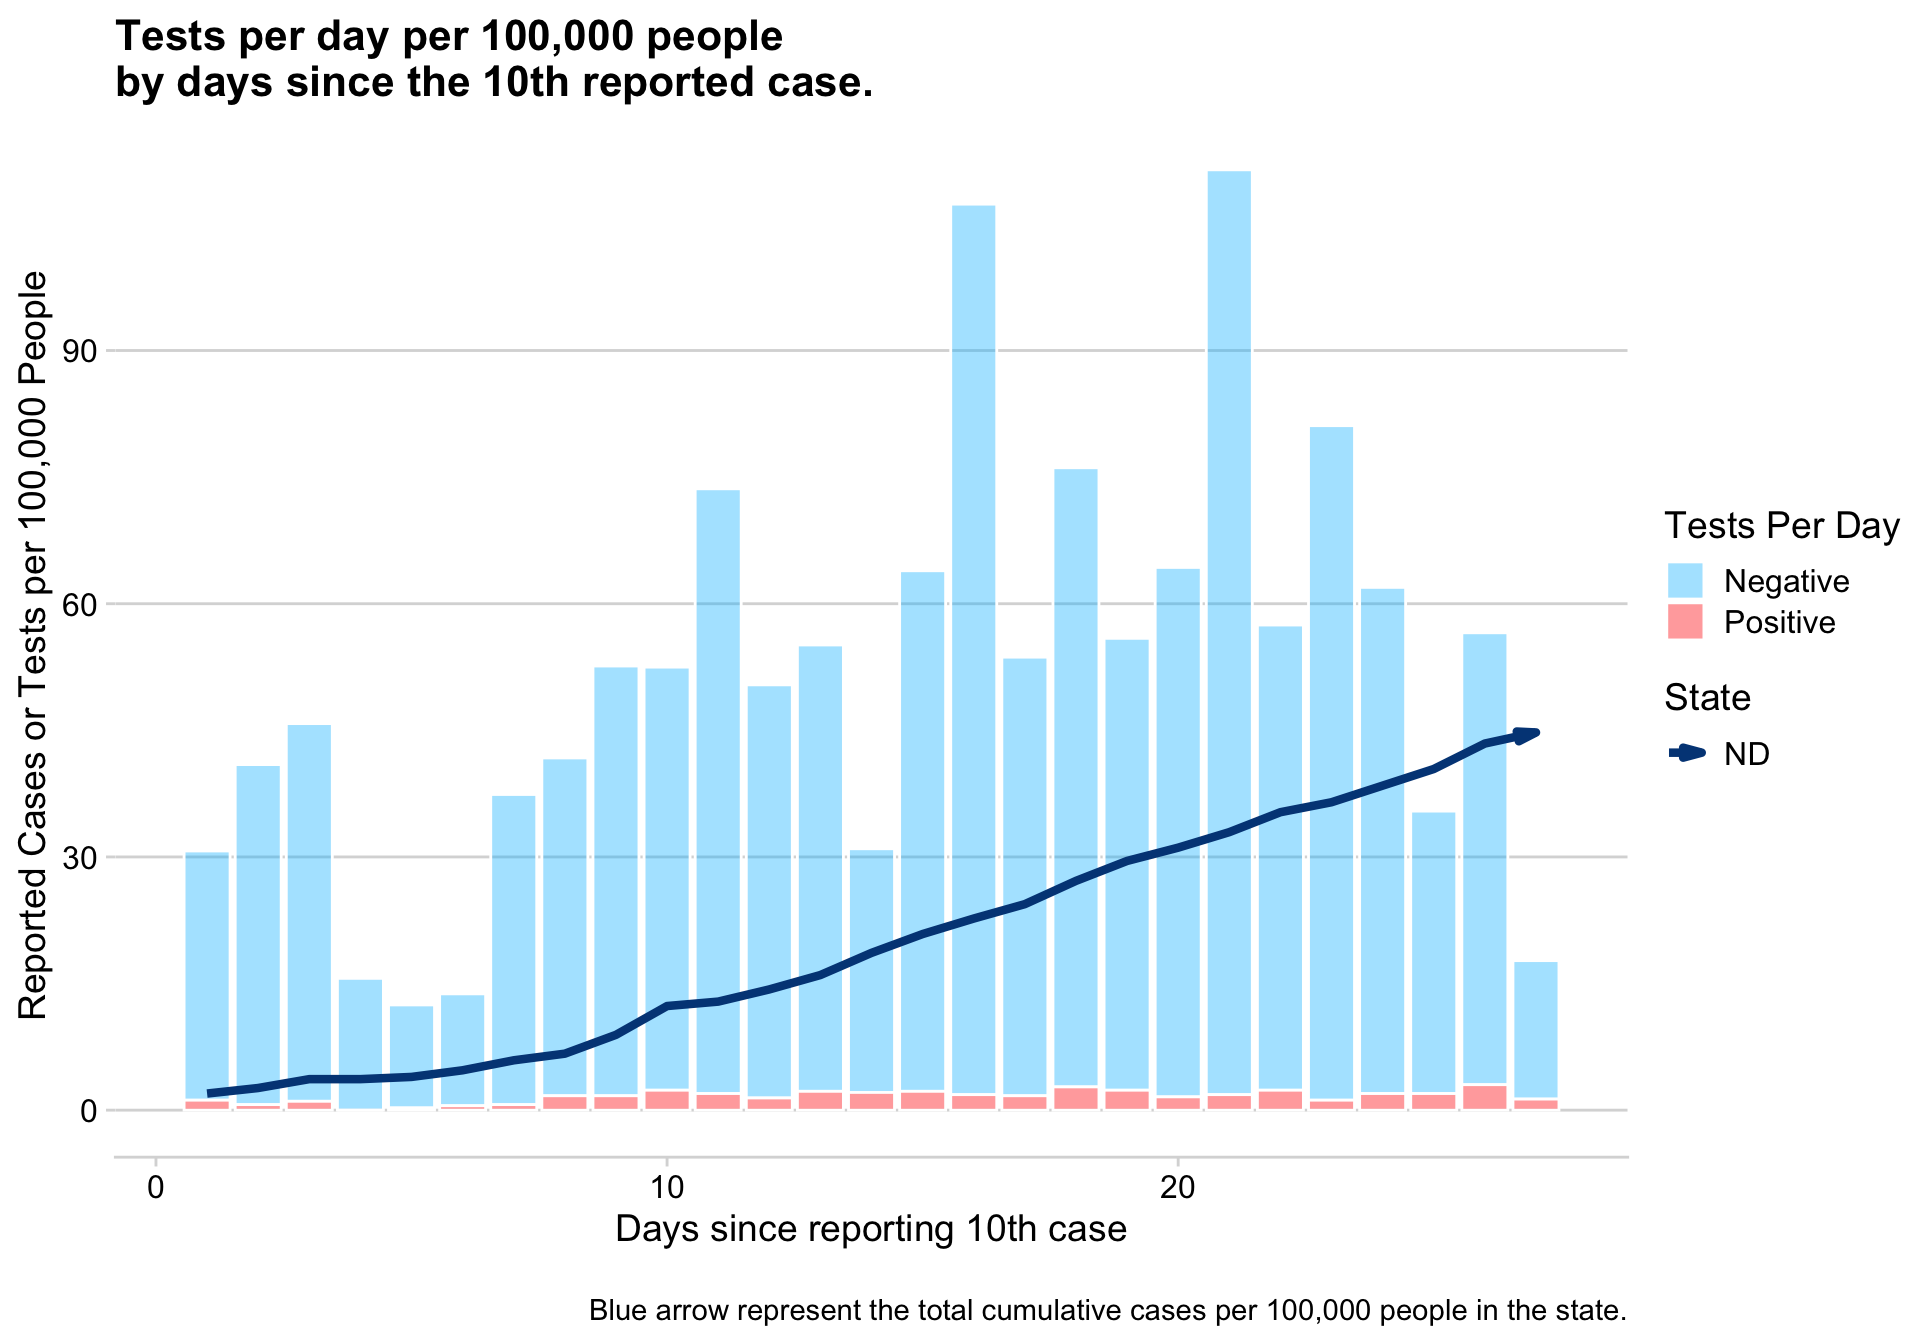 Tests per day per 100,000 people
by days since the 10th reported case.
Reported Cases or Tests per 100,000 People
90
60
30
0
0
10
20
Days since reporting 10th case
Tests Per Day
Negative
Positive
State
ND
Blue arrow represent the total cumulative cases per 100,000 people in the state.